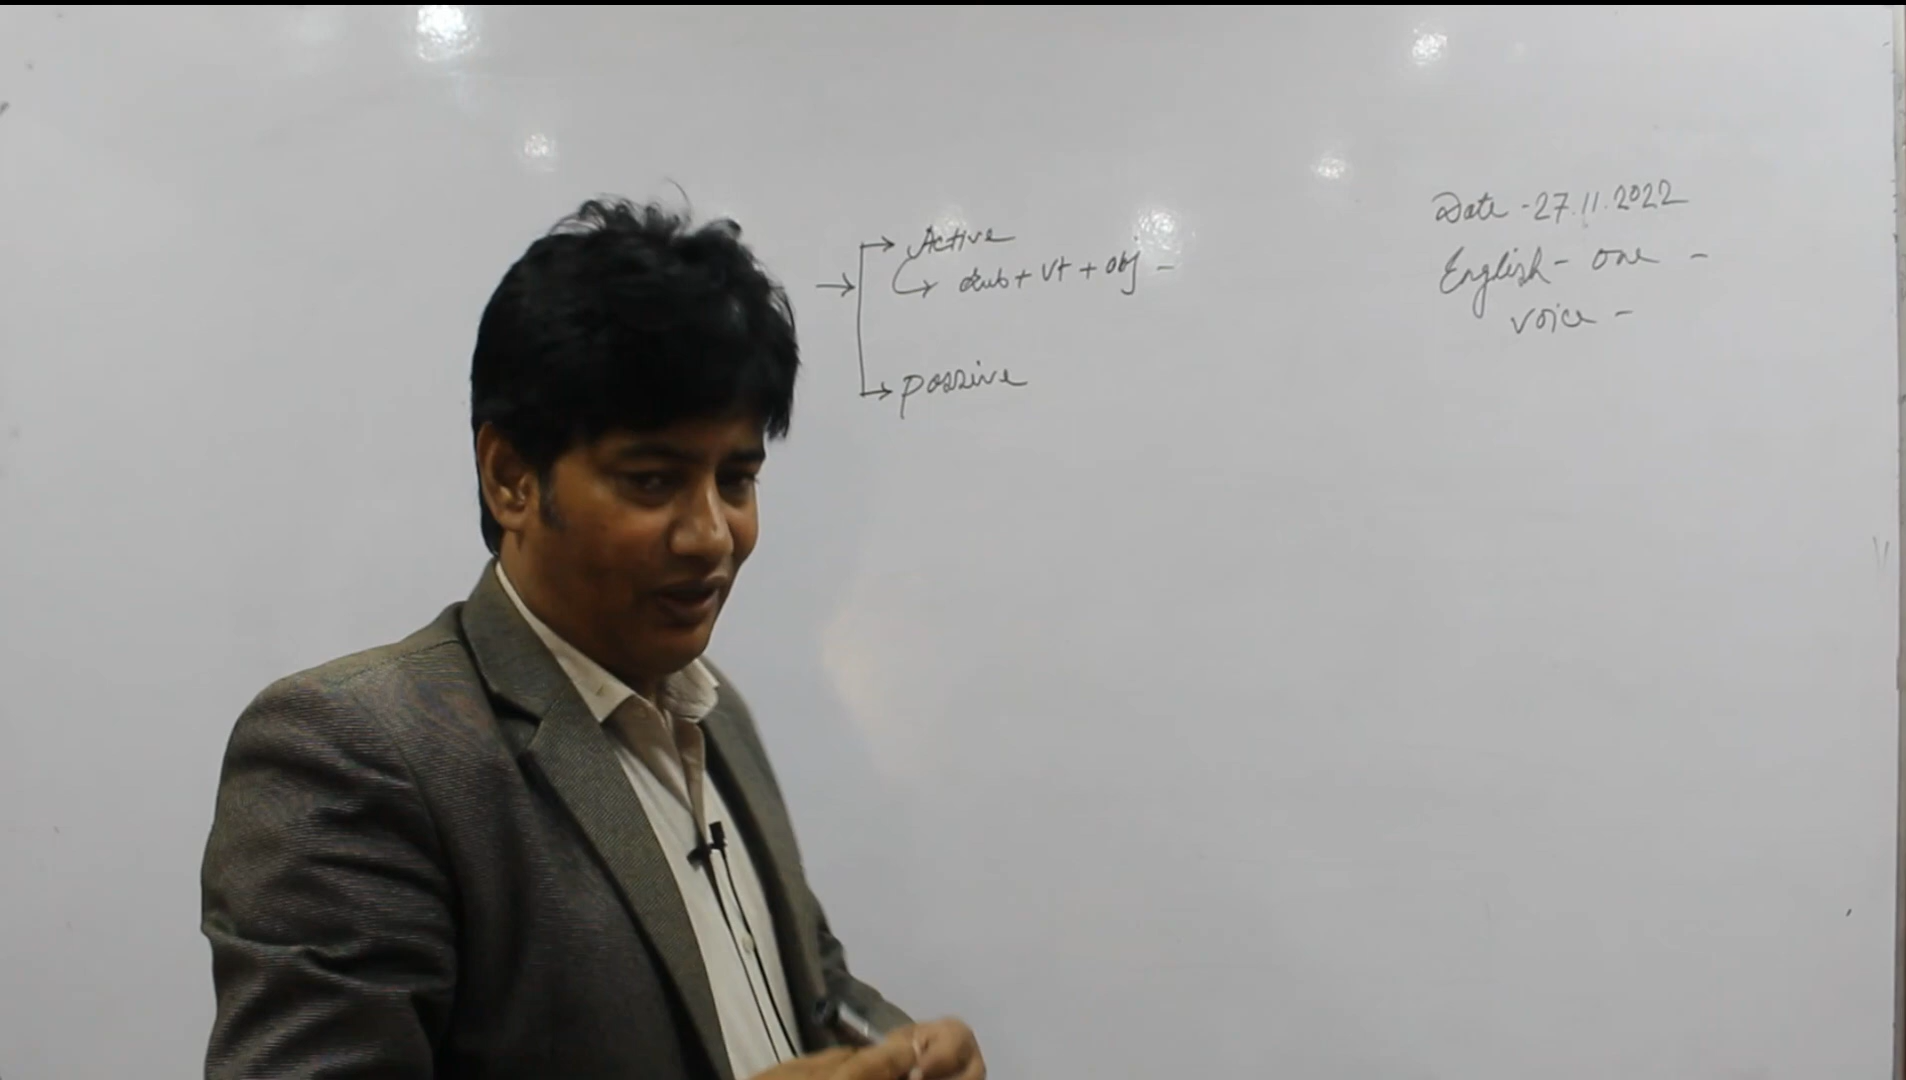 Active
Sub + Vt + obj -
Passive
Date - 27.11.2022
English - one -
voice -